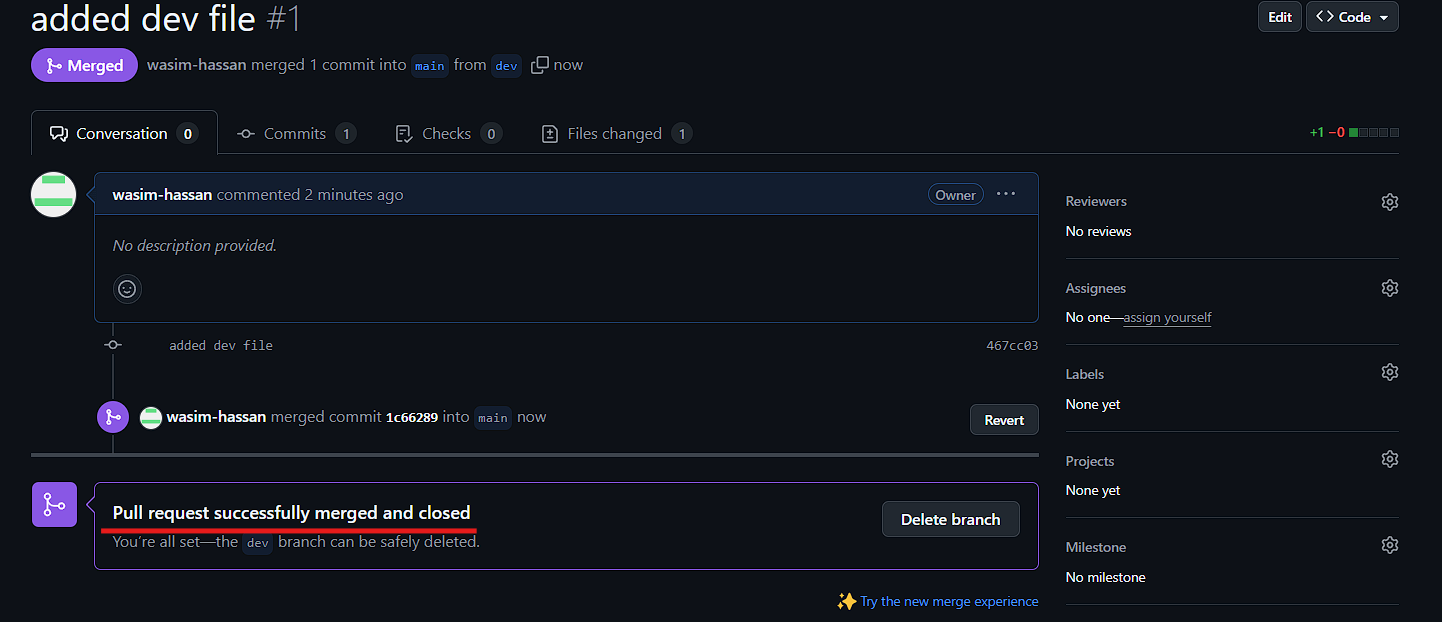 added dev file #1
Edit
Code
Merged wasim-hassan merged 1 commit into main from dev now
Conversation 0 Commits 1 Checks 0 Files changed 1
+1 −0
wasim-hassan commented 2 minutes ago
Owner
No description provided.
added dev file
467cc03
wasim-hassan merged commit 1c66289 into main now
Revert
Pull request successfully merged and closed
You're all set—the dev branch can be safely deleted.
Delete branch
Try the new merge experience
Reviewers
No reviews
Assignees
No one—assign yourself
Labels
None yet
Projects
None yet
Milestone
No milestone